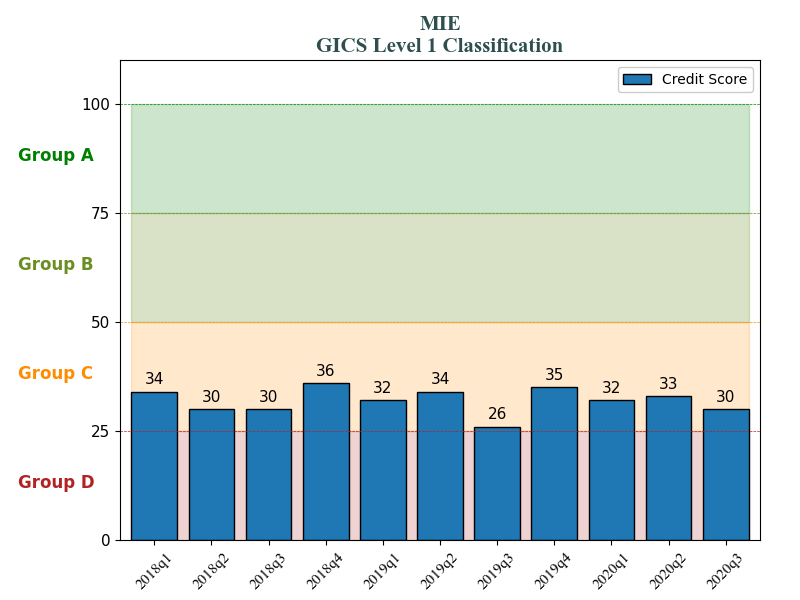 MIE
GICS Level 1 Classification
Credit Score
100
Group A
75
Group B
50
Group C
25
Group D
0
34
30
30
36
32
34
26
35
32
33
30
2018q1
2018q2
2018q3
2018q4
2019q1
2019q2
2019q3
2019q4
2020q1
2020q2
2020q3